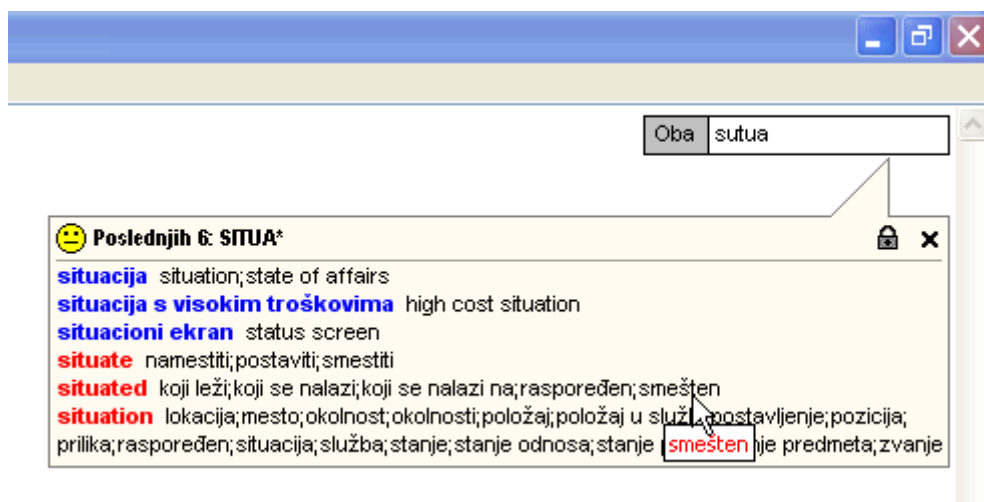 Oba sutua
Poslednjih 6: SITUA*
situacija situation;state of affairs
situacija s visokim troškovima high cost situation
situacioni ekran status screen
situate namestiti;postaviti;smestiti
situated koji leži;koji se nalazi;koji se nalazi na;raspoređen;smešten
situation lokacija;mesto;okolnost;okolnosti;položaj;položaj u postavljenje;pozicija;
prilika;raspoređen;situacija;služba;stanje;stanje odnosa;stanje predmeta;zvanje
smešten